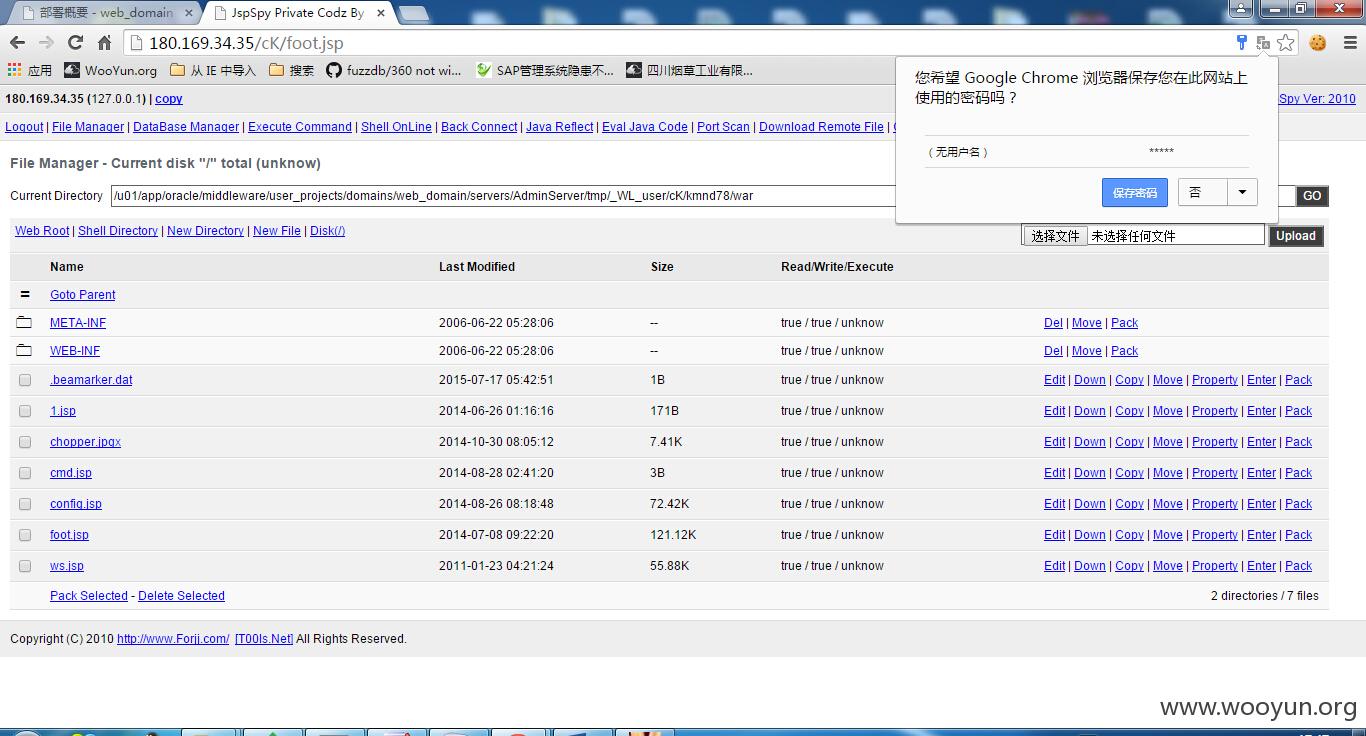 部署概要 - web_domain
JspSpy Private Codz By
180.169.34.35/cK/foot.jsp
应用 WooYun.org 从 IE 中导入 搜索 fuzzdb/360 not wi... SAP管理系统隐患不... 四川烟草工业有限...
您希望 Google Chrome 浏览器保存您在此网站上
使用的密码吗？
（无用户名） *****
保存密码 否
180.169.34.35 (127.0.0.1) | copy
Spy Ver: 2010
Logout | File Manager | DataBase Manager | Execute Command | Shell OnLine | Back Connect | Java Reflect | Eval Java Code | Port Scan | Download Remote File |
File Manager - Current disk "/" total (unknow)
Current Directory /u01/app/oracle/middleware/user_projects/domains/web_domain/servers/AdminServer/tmp/_WL_user/cK/kmnd78/war GO
Web Root | Shell Directory | New Directory | New File | Disk(/) 选择文件 未选择任何文件 Upload
Name Last Modified Size Read/Write/Execute
= Goto Parent
META-INF 2006-06-22 05:28:06 -- true / true / unknow Del | Move | Pack
WEB-INF 2006-06-22 05:28:06 -- true / true / unknow Del | Move | Pack
.beamarker.dat 2015-07-17 05:42:51 1B true / true / unknow Edit | Down | Copy | Move | Property | Enter | Pack
1.jsp 2014-06-26 01:16:16 171B true / true / unknow Edit | Down | Copy | Move | Property | Enter | Pack
chopper.jpgx 2014-10-30 08:05:12 7.41K true / true / unknow Edit | Down | Copy | Move | Property | Enter | Pack
cmd.jsp 2014-08-28 02:41:20 3B true / true / unknow Edit | Down | Copy | Move | Property | Enter | Pack
config.jsp 2014-08-26 08:18:48 72.42K true / true / unknow Edit | Down | Copy | Move | Property | Enter | Pack
foot.jsp 2014-07-08 09:22:20 121.12K true / true / unknow Edit | Down | Copy | Move | Property | Enter | Pack
ws.jsp 2011-01-23 04:21:24 55.88K true / true / unknow Edit | Down | Copy | Move | Property | Enter | Pack
Pack Selected - Delete Selected 2 directories / 7 files
Copyright (C) 2010 http://www.Forjj.com/ [T00ls.Net] All Rights Reserved.
www.wooyun.org